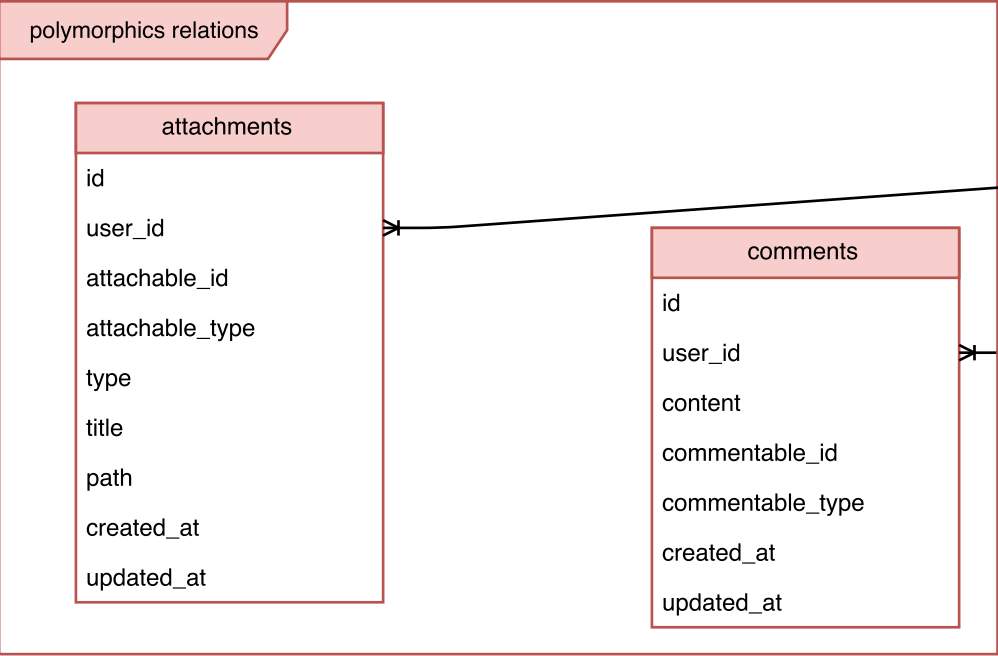 polymorphics relations
attachments
id
user_id
attachable_id
attachable_type
type
title
path
created_at
updated_at
comments
id
user_id
content
commentable_id
commentable_type
created_at
updated_at